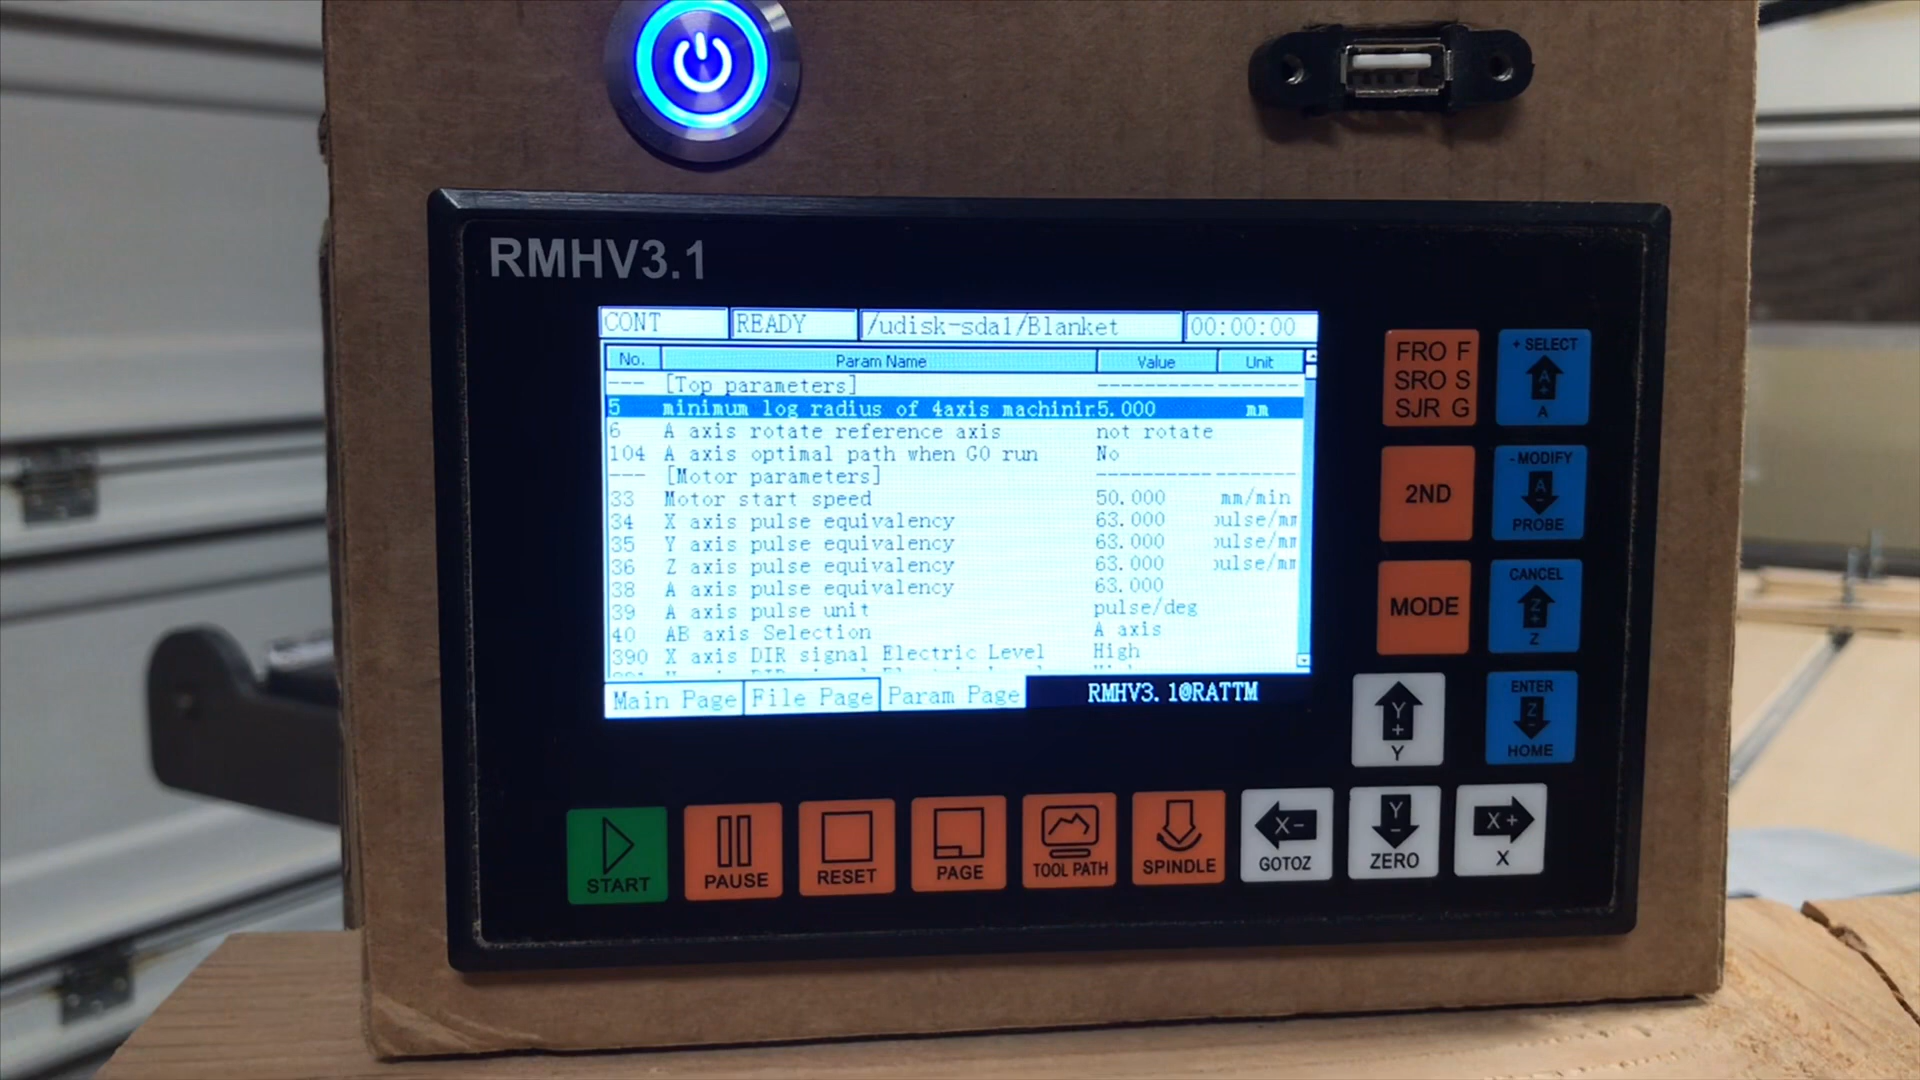 RMHV3.1
CONT READY /udisk-sda1/Blanket 00:00:00
No. Param Name Value Unit
--- [Top parameters] ------------------
5 minimum log radius of 4axis machinin 5.000 mm
6 A axis rotate reference axis not rotate
104 A axis optimal path when G0 run No
--- [Motor parameters] ------------------
33 Motor start speed 50.000 mm/min
34 X axis pulse equivalency 63.000 pulse/mm
35 Y axis pulse equivalency 63.000 pulse/mm
36 Z axis pulse equivalency 63.000 pulse/mm
38 A axis pulse equivalency 63.000
39 A axis pulse unit pulse/deg
40 AB axis Selection A axis
390 X axis DIR signal Electric Level High
Main Page File Page Param Page RMHV3.1@RATTM
FRO F
SRO S
SJR G
+ SELECT
A+
A
2ND
- MODIFY
A-
PROBE
MODE
CANCEL
Z+
Z
Y+
Y
ENTER
Z-
HOME
START
PAUSE
RESET
PAGE
TOOL PATH
SPINDLE
X-
GOTOZ
Y-
ZERO
X+
X